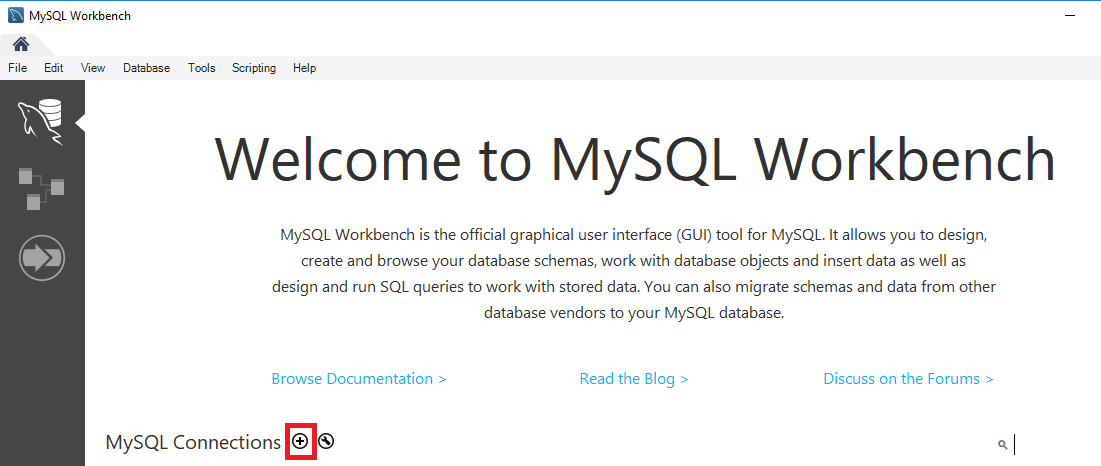 MySQL Workbench
File Edit View Database Tools Scripting Help
Welcome to MySQL Workbench
MySQL Workbench is the official graphical user interface (GUI) tool for MySQL. It allows you to design,
create and browse your database schemas, work with database objects and insert data as well as
design and run SQL queries to work with stored data. You can also migrate schemas and data from other
database vendors to your MySQL database.
Browse Documentation > Read the Blog > Discuss on the Forums >
MySQL Connections